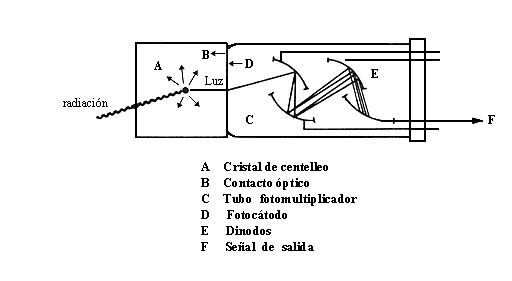 A
B
D
Luz
E
radiación
C
F
A Cristal de centelleo
B Contacto óptico
C Tubo fotomultiplicador
D Fotocátodo
E Dinodos
F Señal de salida